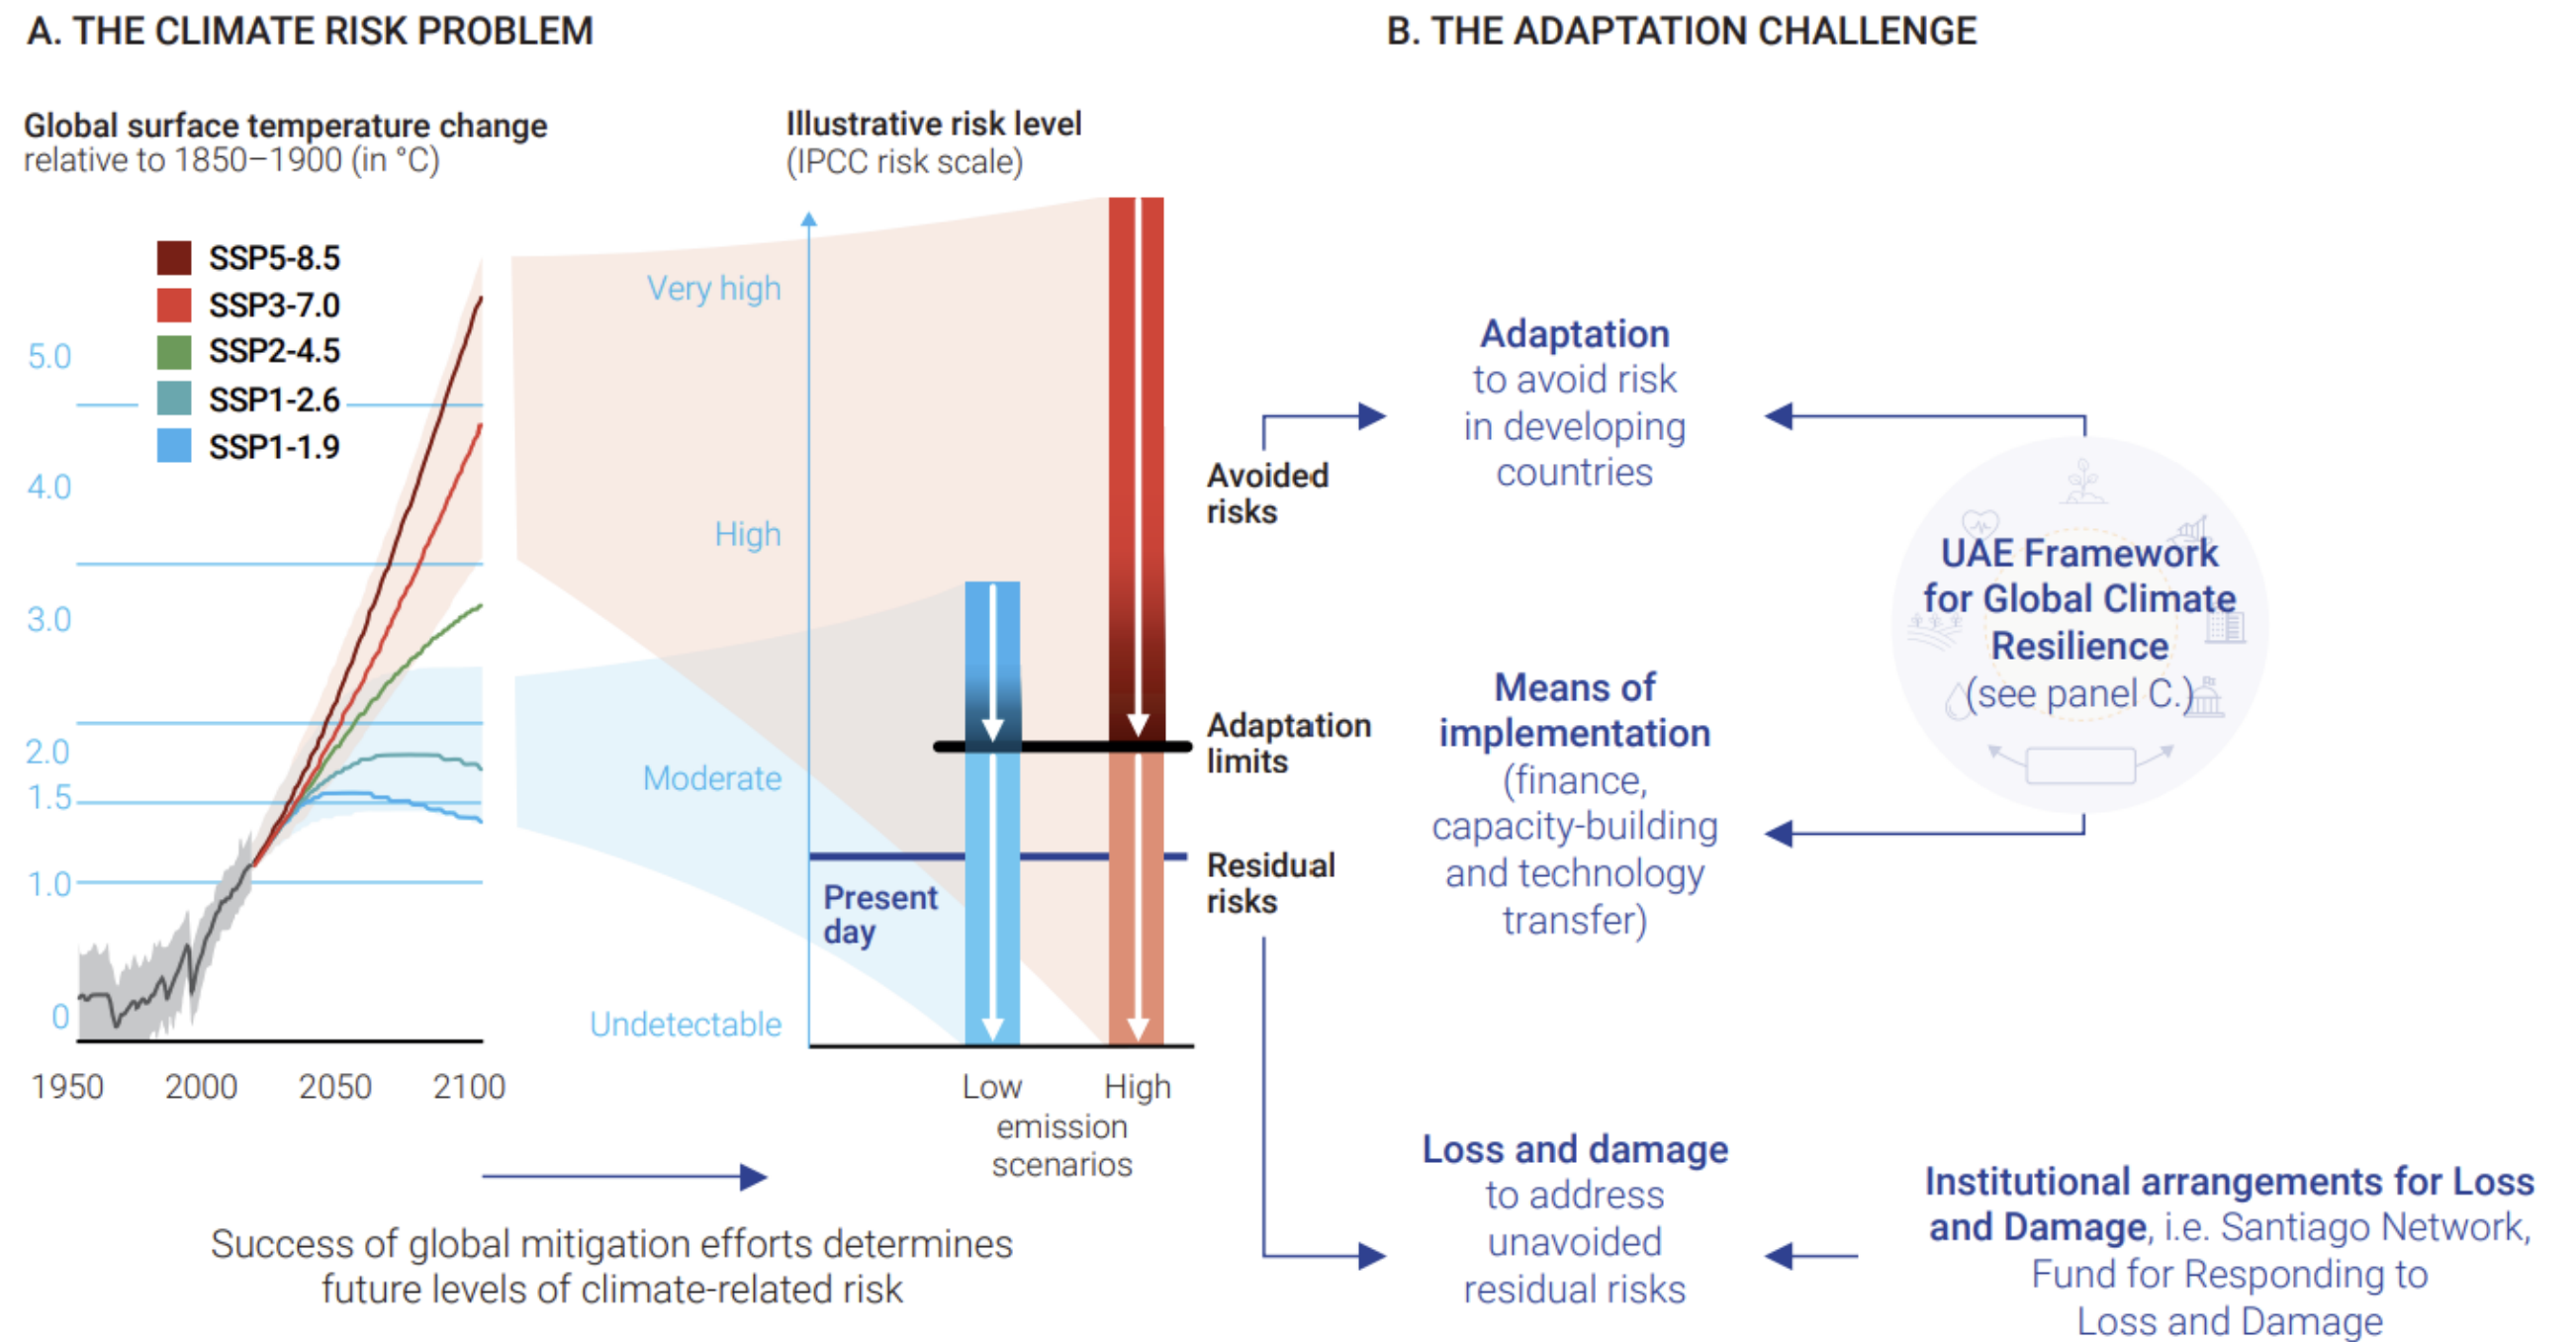 A. THE CLIMATE RISK PROBLEM
Global surface temperature change
relative to 1850–1900 (in °C)
SSP5-8.5
SSP3-7.0
SSP2-4.5
SSP1-2.6
SSP1-1.9
5.0
4.0
3.0
2.0
1.5
1.0
0
1950
2000
2050
2100
Illustrative risk level
(IPCC risk scale)
Very high
High
Moderate
Undetectable
Present
day
Low
High
emission
scenarios
Avoided
risks
Adaptation
limits
Residual
risks
Success of global mitigation efforts determines
future levels of climate-related risk
B. THE ADAPTATION CHALLENGE
Adaptation
to avoid risk
in developing
countries
Means of
implementation
(finance,
capacity-building
and technology
transfer)
Loss and damage
to address
unavoided
residual risks
UAE Framework
for Global Climate
Resilience
(see panel C.)
Institutional arrangements for Loss
and Damage, i.e. Santiago Network,
Fund for Responding to
Loss and Damage